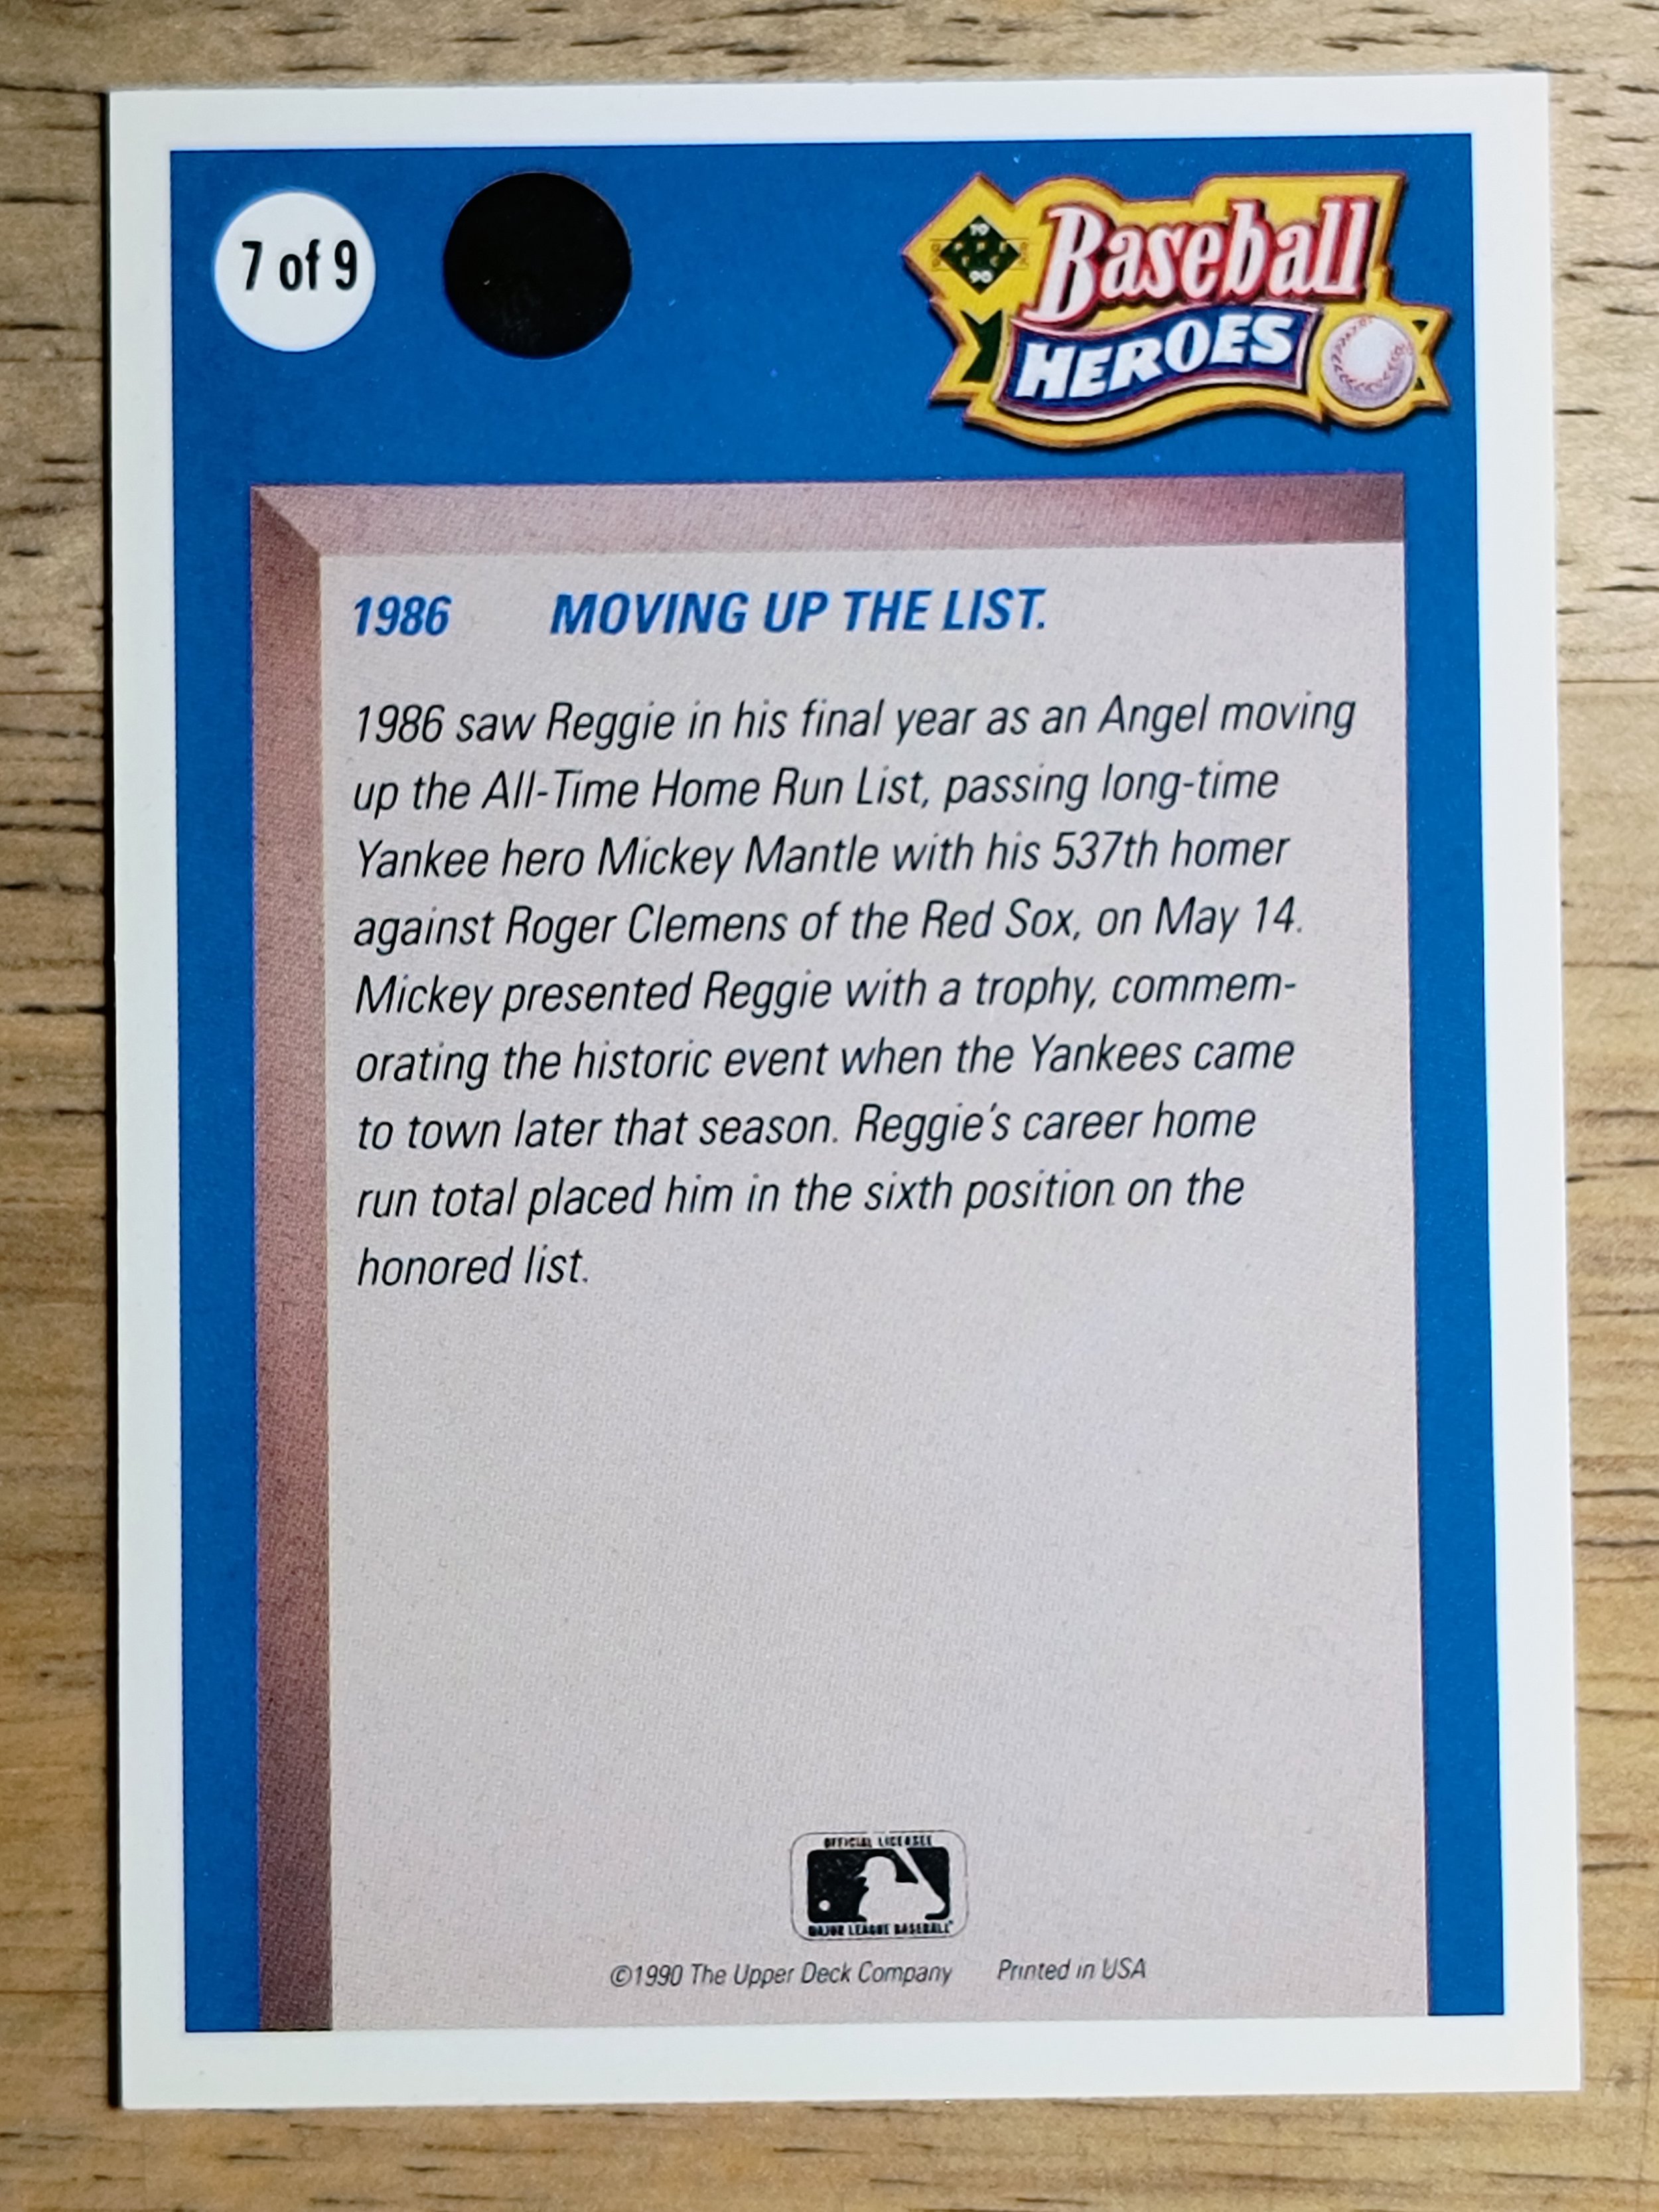 7 of 9
19 90
UPPER DECK
Baseball
HEROES
1986 MOVING UP THE LIST.
1986 saw Reggie in his final year as an Angel moving
up the All-Time Home Run List, passing long-time
Yankee hero Mickey Mantle with his 537th homer
against Roger Clemens of the Red Sox, on May 14.
Mickey presented Reggie with a trophy, commem-
orating the historic event when the Yankees came
to town later that season. Reggie's career home
run total placed him in the sixth position on the
honored list.
OFFICIAL LICENSEE
MAJOR LEAGUE BASEBALL
©1990 The Upper Deck Company Printed in USA